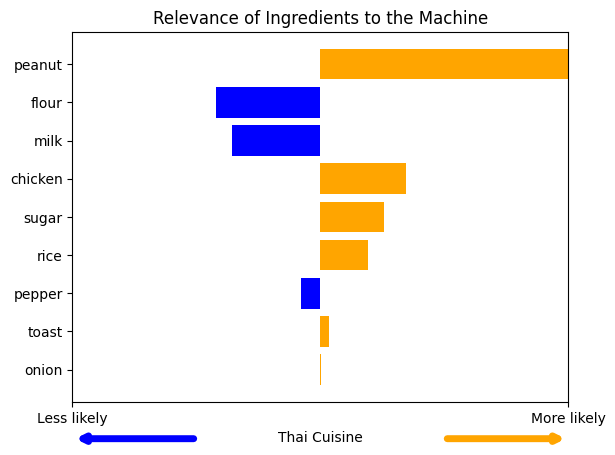 Relevance of Ingredients to the Machine
peanut
flour
milk
chicken
sugar
rice
pepper
toast
onion
Less likely
More likely
Thai Cuisine